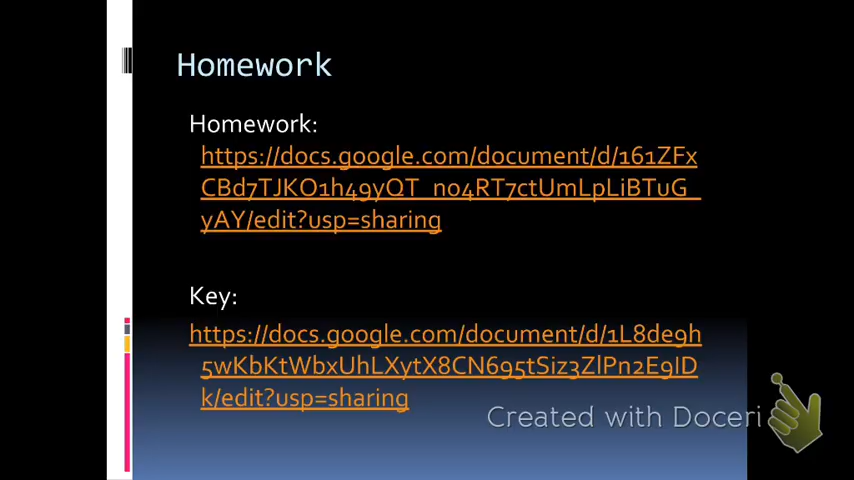 Homework
Homework:
https://docs.google.com/document/d/161ZFx
CBd7TJKO1h49yQT_no4RT7ctUmLpLiBTuG_
yAY/edit?usp=sharing
Key:
https://docs.google.com/document/d/1L8de9h
5wKbKtWbxUhLXytX8CN695tSiz3ZlPn2E9ID
k/edit?usp=sharing
Created with Doceri